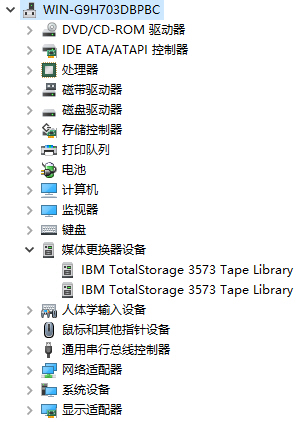 WIN-G9H703DBPBC
DVD/CD-ROM 驱动器
IDE ATA/ATAPI 控制器
处理器
磁带驱动器
磁盘驱动器
存储控制器
打印队列
电池
计算机
监视器
键盘
媒体更换器设备
IBM TotalStorage 3573 Tape Library
IBM TotalStorage 3573 Tape Library
人体学输入设备
鼠标和其他指针设备
通用串行总线控制器
网络适配器
系统设备
显示适配器